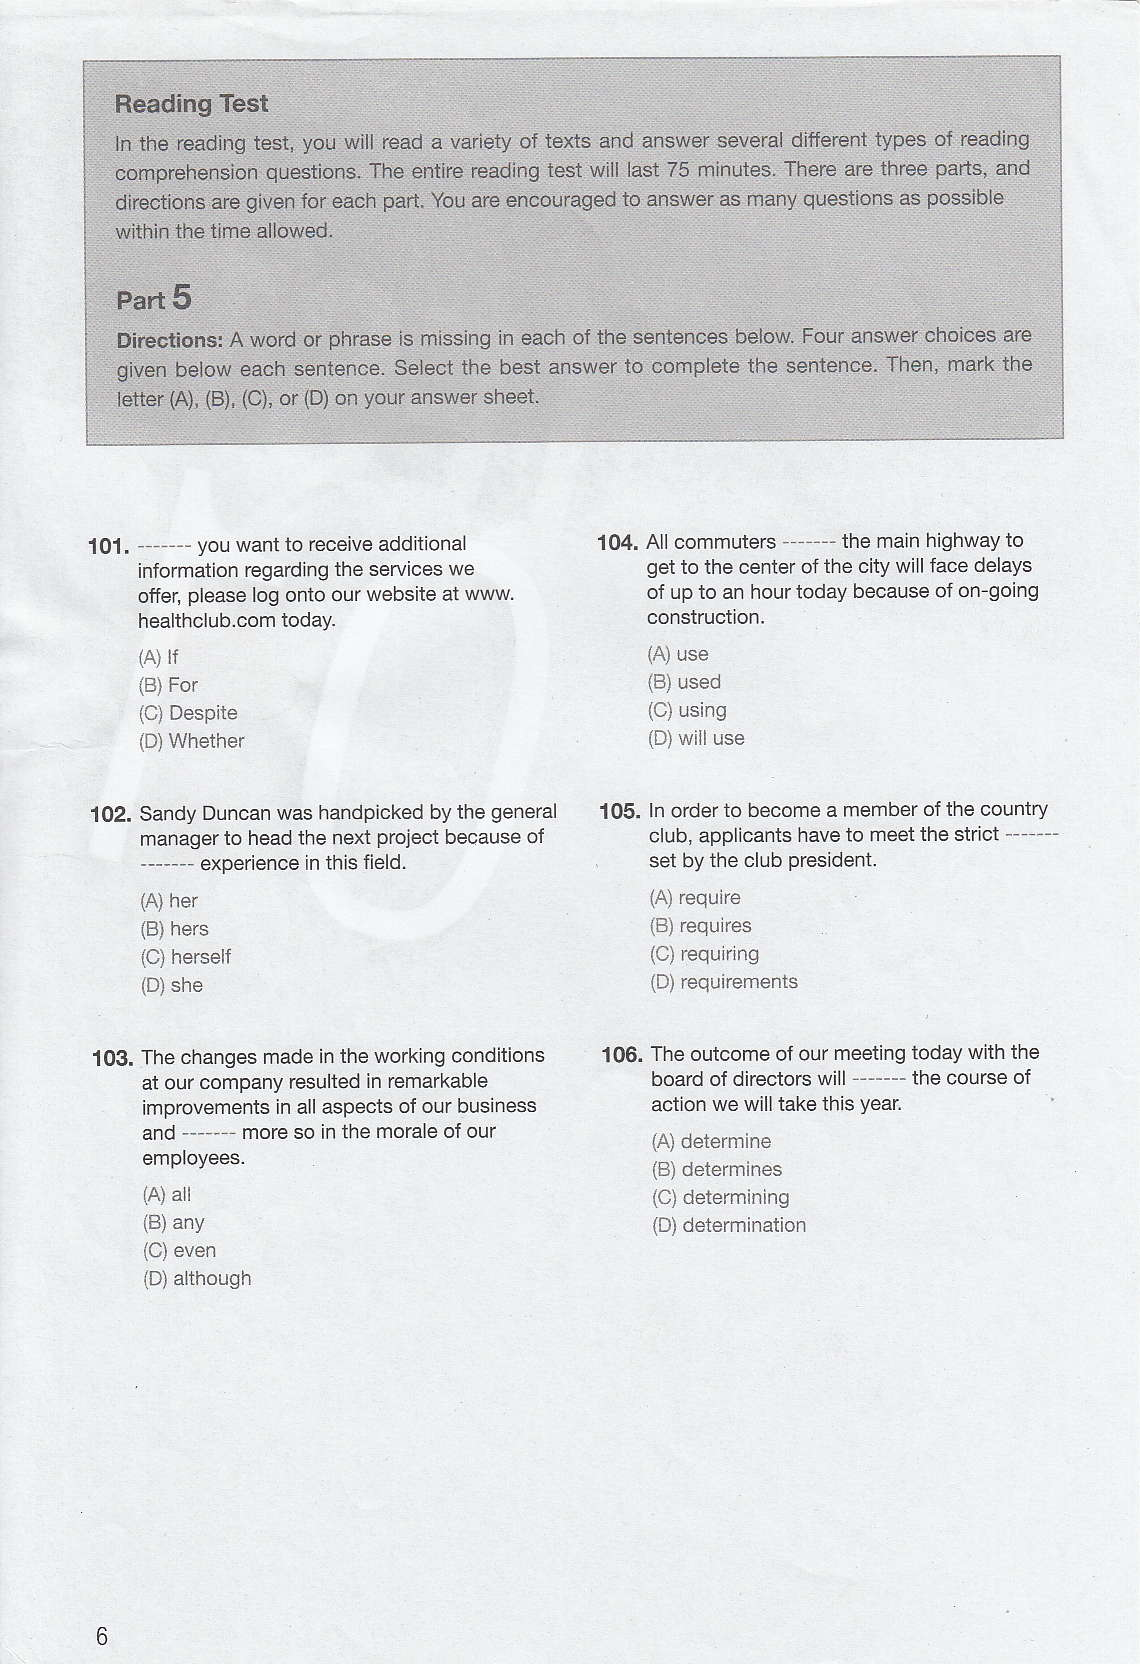 Reading Test
In the reading test, you will read a variety of texts and answer several different types of reading
comprehension questions. The entire reading test will last 75 minutes. There are three parts, and
directions are given for each part. You are encouraged to answer as many questions as possible
within the time allowed.
Part 5
Directions: A word or phrase is missing in each of the sentences below. Four answer choices are
given below each sentence. Select the best answer to complete the sentence. Then, mark the
letter (A), (B), (C), or (D) on your answer sheet.
101. ------- you want to receive additional
information regarding the services we
offer, please log onto our website at www.
healthclub.com today.
(A) If
(B) For
(C) Despite
(D) Whether
102. Sandy Duncan was handpicked by the general
manager to head the next project because of
------- experience in this field.
(A) her
(B) hers
(C) herself
(D) she
103. The changes made in the working conditions
at our company resulted in remarkable
improvements in all aspects of our business
and ------- more so in the morale of our
employees.
(A) all
(B) any
(C) even
(D) although
104. All commuters ------- the main highway to
get to the center of the city will face delays
of up to an hour today because of on-going
construction.
(A) use
(B) used
(C) using
(D) will use
105. In order to become a member of the country
club, applicants have to meet the strict -------
set by the club president.
(A) require
(B) requires
(C) requiring
(D) requirements
106. The outcome of our meeting today with the
board of directors will ------- the course of
action we will take this year.
(A) determine
(B) determines
(C) determining
(D) determination
6